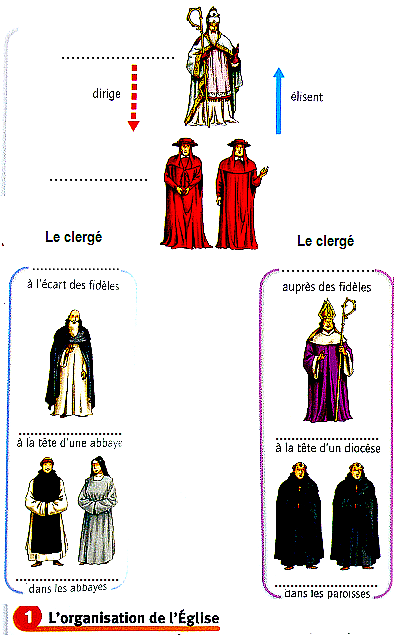 dirige
élisent
Le clergé
Le clergé
à l'écart des fidèles
auprès des fidèles
à la tête d'une abbaye
à la tête d'un diocèse
dans les abbayes
dans les paroisses
1 L'organisation de l'Église